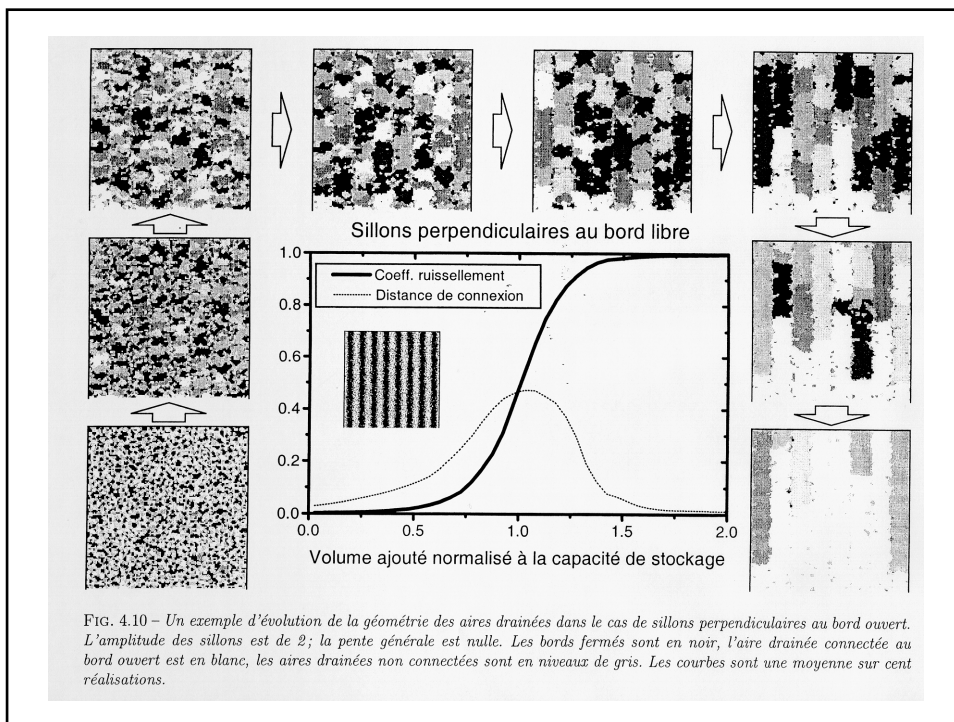 Sillons perpendiculaires au bord libre
1.0
0.8
0.6
0.4
0.2
0.0
Coeff. ruissellement
Distance de connexion
0.0 0.5 1.0 1.5 2.0
Volume ajouté normalisé à la capacité de stockage
FIG. 4.10 – Un exemple d'évolution de la géométrie des aires drainées dans le cas de sillons perpendiculaires au bord ouvert.
L'amplitude des sillons est de 2 ; la pente générale est nulle. Les bords fermés sont en noir, l'aire drainée connectée au
bord ouvert est en blanc, les aires drainées non connectées sont en niveaux de gris. Les courbes sont une moyenne sur cent
réalisations.